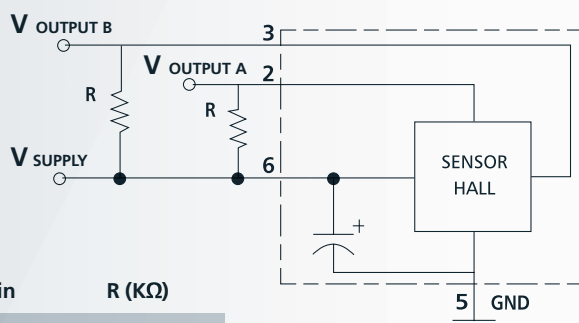 V OUTPUT B
3
V OUTPUT A
2
R
R
V SUPPLY
6
SENSOR
HALL
+
in R (KΩ)
5 GND